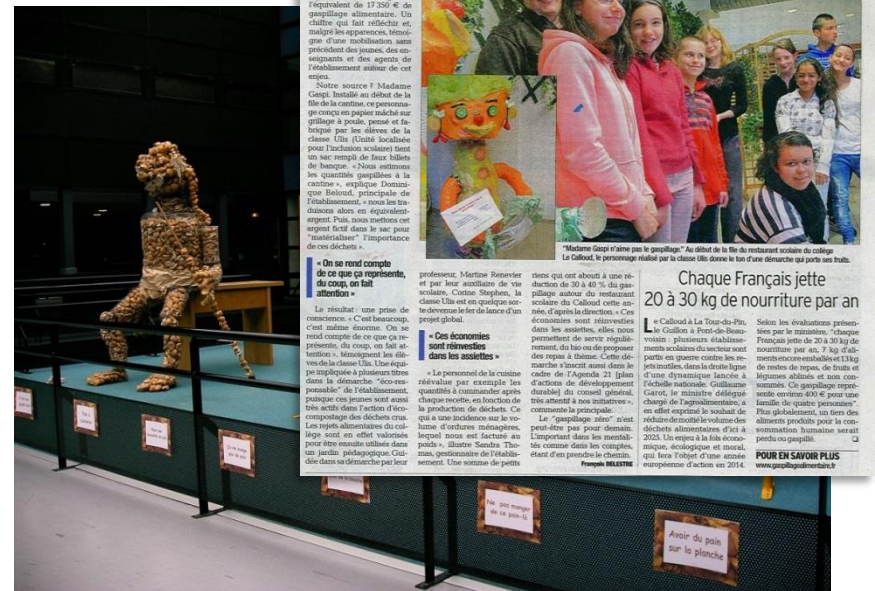 l'équivalent de 17 350 € de
gaspillage alimentaire. Un
chiffre qui fait réfléchir et,
malgré les apparences, témoi-
gne d'une mobilisation sans
précédent des jeunes, des en-
seignants et des agents de
l'établissement autour de cet
enjeu.
Notre source ? Madame
Gaspi. Installé au début de la
file de la cantine, ce personna-
ge conçu en papier mâché sur
grillage à poule, pensé et fa-
briqué par les élèves de la
classe Ulis (Unité localisée
pour l'inclusion scolaire) tient
un sac rempli de faux billets
de banque. « Nous estimons
les quantités gaspillées à la
cantine », explique Domini-
que Beloud, principale de
l'établissement, « nous les tra-
duisons alors en équivalent-
argent. Puis, nous mettons cet
argent fictif dans le sac pour
"matérialiser" l'importance
de ces déchets ».
« On se rend compte
de ce que ça représente,
du coup, on fait
attention »
Le résultat : une prise de
conscience. « C'est beaucoup,
c'est même énorme. On se
rend compte de ce que ça re-
présente, du coup, on fait at-
tention », témoignent les élè-
ves de la classe Ulis. Une équi-
pe impliquée à plusieurs titres
dans la démarche "éco-res-
ponsable" de l'établissement,
puisque ces jeunes sont aussi
très actifs dans l'action d'éco-
compostage des déchets crus.
Les rejets alimentaires du col-
lège sont en effet valorisés
pour être ensuite utilisés dans
un jardin pédagogique. Gui-
dée dans sa démarche par leur
professeur, Martine Renevier
et par leur auxiliaire de vie
scolaire, Corine Stephen, la
classe Ulis est en quelque sor-
te devenue le fer de lance d'un
projet global.
« Ces économies
sont réinvesties
dans les assiettes »
« Le personnel de la cuisine
réévalue par exemple les
quantités à commander après
chaque recette, en fonction de
la production de déchets. Ce
qui a une incidence sur le vo-
lume d'ordures ménagères,
lequel nous est facturé au
poids », illustre Sandra Tho-
mas, gestionnaire de l'établis-
sement. Une somme de petits
riens qui ont abouti à une ré-
duction de 30 à 40 % du gas-
pillage autour du restaurant
scolaire du Calloud cette an-
née, d'après la direction. « Ces
économies sont réinvesties
dans les assiettes, elles nous
permettent de servir réguliè-
rement, du bio ou de proposer
des repas à thème. Cette dé-
marche s'inscrit aussi dans le
cadre de l'Agenda 21 [plan
d'actions de développement
durable] du conseil général,
très attentif à nos initiatives »
commente la principale.
Le "gaspillage zéro" n'est
peut-être pas pour demain.
L'important dans les mentali-
tés comme dans les comptes,
étant d'en prendre le chemin.
François DELESTRE
"Madame Gaspi n'aime pas le gaspillage." Au début de la file du restaurant scolaire du collège
Le Calloud, le personnage réalisé par la classe Ulis donne le ton d'une démarche qui porte ses fruits.
Chaque Français jette
20 à 30 kg de nourriture par an
Le Calloud à La Tour-du-Pin,
le Guillon à Pont-de-Beau-
voisin : plusieurs établisse-
ments scolaires du secteur sont
partis en guerre contre les re-
jets inutiles, dans la droite ligne
d'une dynamique lancée à
l'échelle nationale. Guillaume
Garot, le ministre délégué
chargé de l'agroalimentaire, a
en effet exprimé le souhait de
réduire de moitié le volume des
déchets alimentaires d'ici à
2025. Un enjeu à la fois écono-
mique, écologique et moral,
qui fera l'objet d'une année
européenne d'action en 2014.
Selon les évaluations présen-
tées par le ministère, "chaque
Français jette de 20 à 30 kg de
nourriture par an, 7 kg d'ali-
ments encore emballés et 13 kg
de restes de repas, de fruits et
légumes abîmés et non con-
sommés. Ce gaspillage repré-
sente environ 400 € pour une
famille de quatre personnes".
Plus globalement, un tiers des
aliments produits pour la con-
sommation humaine serait
perdu ou gaspillé.
POUR EN SAVOIR PLUS
www.gaspillagealimentaire.fr
Ne pas manger
de ce pain-là
Avoir du pain
sur la planche